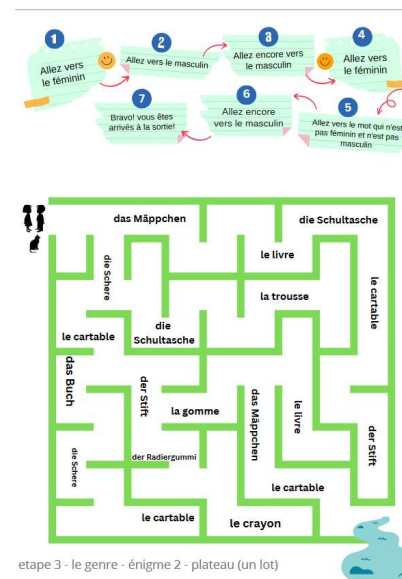 1
Allez vers
le féminin
2
Allez vers le masculin
3
Allez encore vers
le masculin
4
Allez vers
le féminin
5
Allez vers le mot qui n'est
pas féminin et n'est pas
masculin
6
Allez encore
vers le masculin
7
Bravo! vous êtes
arrivés à la sortie!
das Mäppchen
die Schultasche
die Schere
le livre
le cartable
la trousse
le cartable
die
Schultasche
das Buch
der Stift
la gomme
das Mäppchen
le livre
der Stift
die Schere
der Radiergummi
le cartable
le cartable
le crayon
etape 3 - le genre - énigme 2 - plateau (un lot)